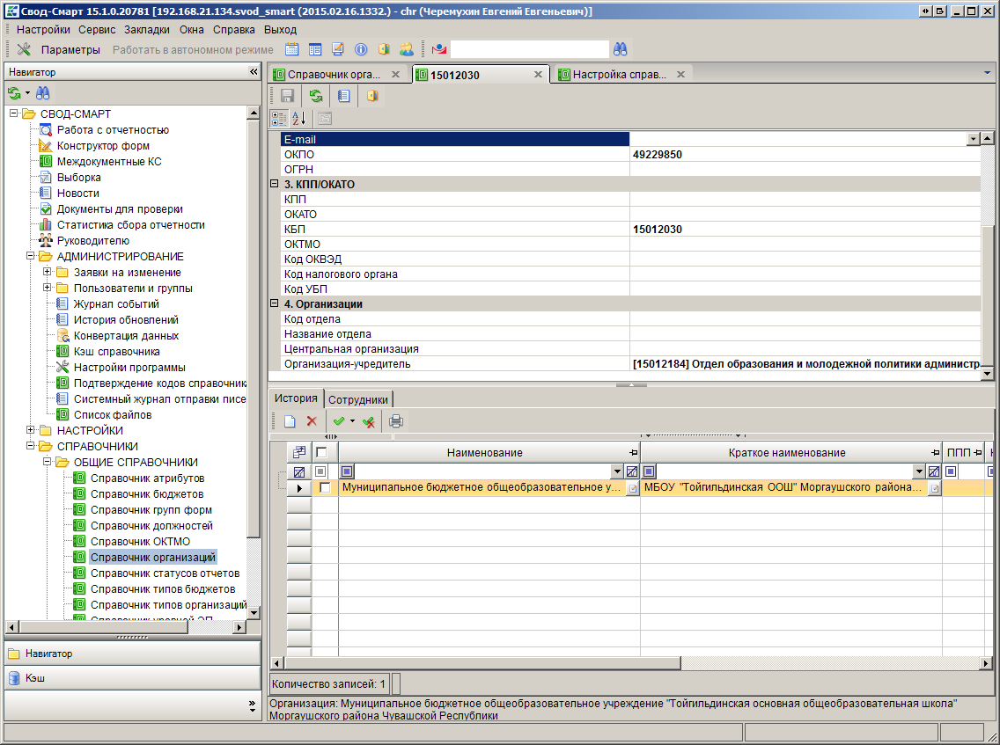 Свод-Смарт 15.1.0.20781 [192.168.21.134.svod_smart (2015.02.16.1332.) - chr (Черемухин Евгений Евгеньевич)]
Настройки Сервис Закладки Окна Справка Выход
Параметры Работать в автономном режиме
Навигатор
СВОД-СМАРТ
Работа с отчетностью
Конструктор форм
Междокументные КС
Выборка
Новости
Документы для проверки
Статистика сбора отчетности
Руководителю
АДМИНИСТРИРОВАНИЕ
Заявки на изменение
Пользователи и группы
Журнал событий
История обновлений
Конвертация данных
Кэш справочника
Настройки программы
Подтверждение кодов справочник
Системный журнал отправки писе
Список файлов
НАСТРОЙКИ
СПРАВОЧНИКИ
ОБЩИЕ СПРАВОЧНИКИ
Справочник атрибутов
Справочник бюджетов
Справочник групп форм
Справочник должностей
Справочник ОКТМО
Справочник организаций
Справочник статусов отчетов
Справочник типов бюджетов
Справочник типов организаций
Справочник уровней ЭП
Навигатор
Кэш
Справочник орга... 15012030 Настройка справ...
E-mail
ОКПО 49229850
ОГРН
3. КПП/ОКАТО
КПП
ОКАТО
КБП 15012030
ОКТМО
Код ОКВЭД
Код налогового органа
Код УБП
4. Организации
Код отдела
Название отдела
Центральная организация
Организация-учредитель [15012184] Отдел образования и молодежной политики администр
История Сотрудники
Наименование Краткое наименование ППП
Муниципальное бюджетное общеобразовательное у... МБОУ "Тойгильдинская ООШ" Моргаушского района...
Количество записей: 1
Организация: Муниципальное бюджетное общеобразовательное учреждение "Тойгильдинская основная общеобразовательная школа"
Моргаушского района Чувашской Республики